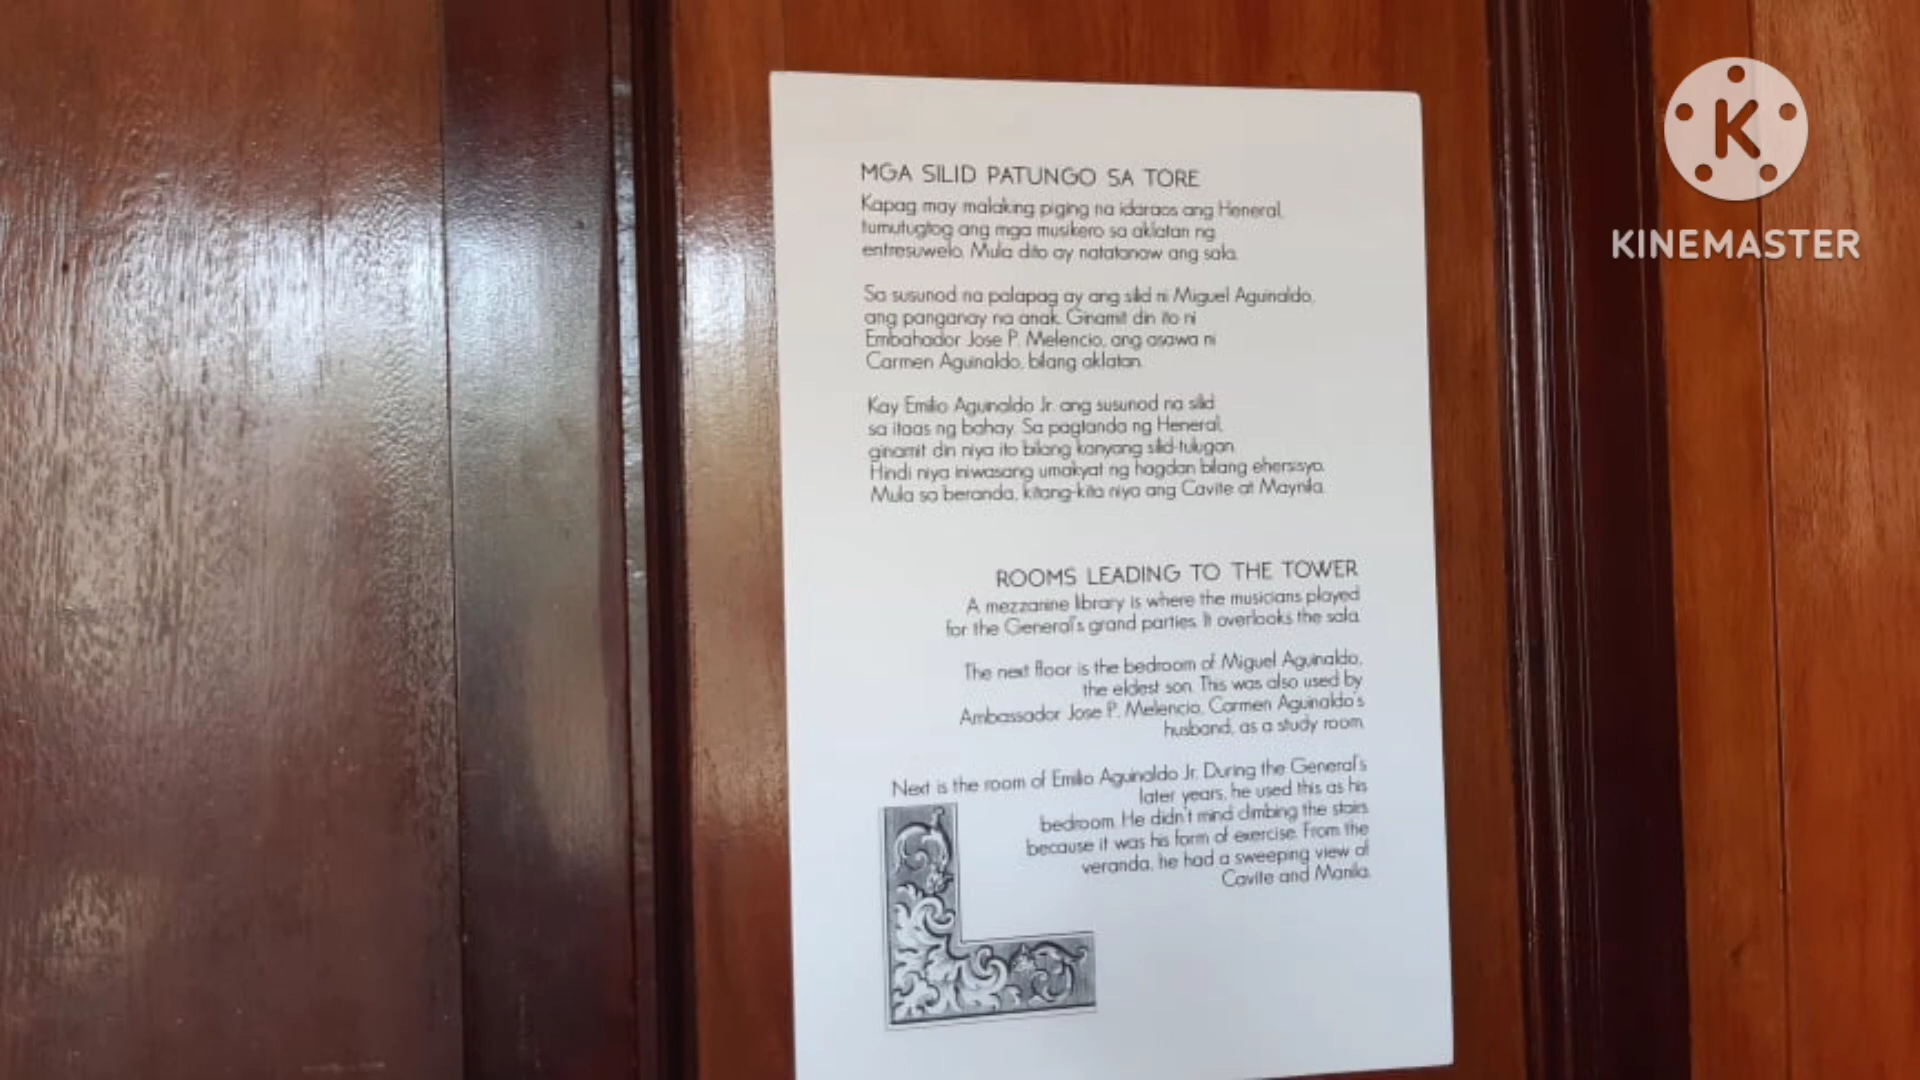 MGA SILID PATUNGO SA TORE
Kapag may malaking piging na idaraos ang Heneral,
tumutugtog ang mga musikero sa aklatan ng
entresuwelo. Mula dito ay natatanaw ang sala.
Sa susunod na palapag ay ang silid ni Miguel Aguinaldo,
ang panganay na anak. Ginamit din ito ni
Embahador Jose P. Melencio, ang asawa ni
Carmen Aguinaldo, bilang aklatan.
Kay Emilio Aguinaldo Jr. ang susunod na silid
sa itaas ng bahay. Sa pagtanda ng Heneral,
ginamit din niya ito bilang kanyang silid-tulugan.
Hindi niya iniwasang umakyat ng hagdan bilang ehersisyo.
Mula sa beranda, kitang-kita niya ang Cavite at Maynila.
ROOMS LEADING TO THE TOWER
A mezzanine library is where the musicians played
for the General's grand parties. It overlooks the sala.
The next floor is the bedroom of Miguel Aguinaldo,
the eldest son. This was also used by
Ambassador Jose P. Melencio, Carmen Aguinaldo's
husband, as a study room.
Next is the room of Emilio Aguinaldo Jr. During the General's
later years, he used this as his
bedroom. He didn't mind climbing the stairs
because it was his form of exercise. From the
veranda, he had a sweeping view of
Cavite and Manila.
K
KINEMASTER